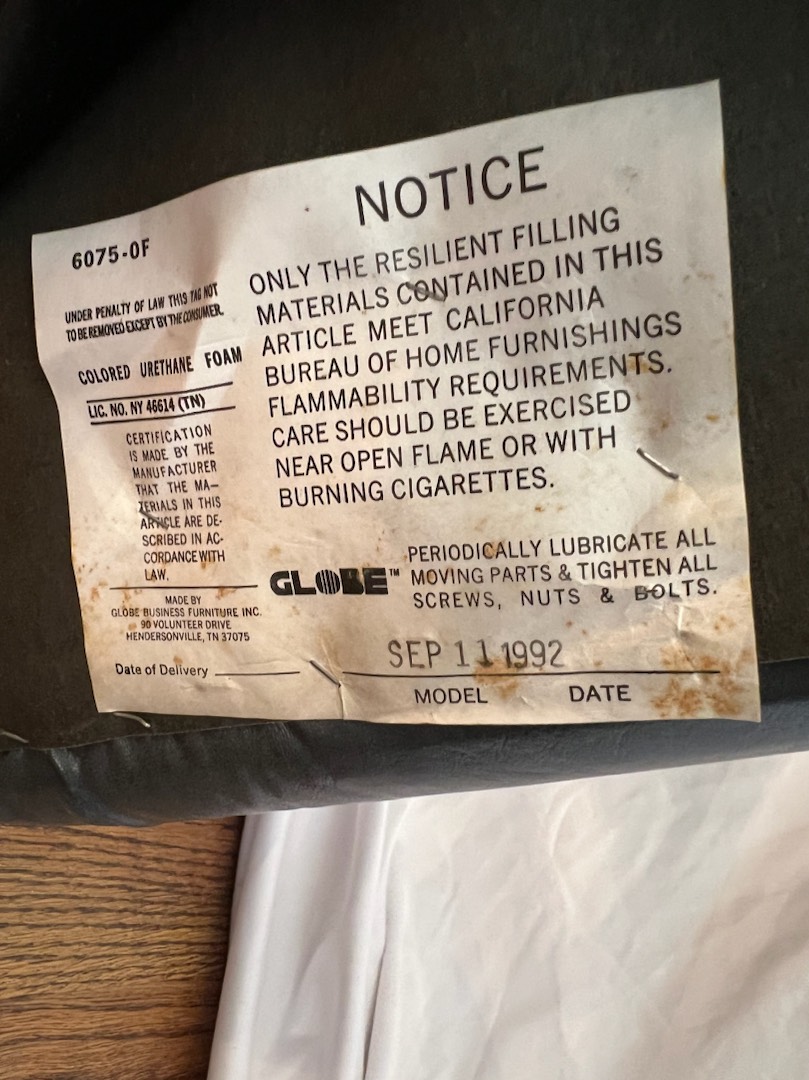 NOTICE
6075-0F
UNDER PENALTY OF LAW THIS TAG NOT
TO BE REMOVED EXCEPT BY THE CONSUMER.
COLORED URETHANE FOAM
LIC. NO. NY 46614 (TN)
CERTIFICATION
IS MADE BY THE
MANUFACTURER
THAT THE MA-
TERIALS IN THIS
ARTICLE ARE DE-
SCRIBED IN AC-
CORDANCE WITH
LAW.
MADE BY
GLOBE BUSINESS FURNITURE INC.
90 VOLUNTEER DRIVE
HENDERSONVILLE, TN 37075
Date of Delivery
ONLY THE RESILIENT FILLING
MATERIALS CONTAINED IN THIS
ARTICLE MEET CALIFORNIA
BUREAU OF HOME FURNISHINGS
FLAMMABILITY REQUIREMENTS.
CARE SHOULD BE EXERCISED
NEAR OPEN FLAME OR WITH
BURNING CIGARETTES.
GLOBE™
PERIODICALLY LUBRICATE ALL
MOVING PARTS & TIGHTEN ALL
SCREWS, NUTS & BOLTS.
SEP 11 1992
MODEL DATE